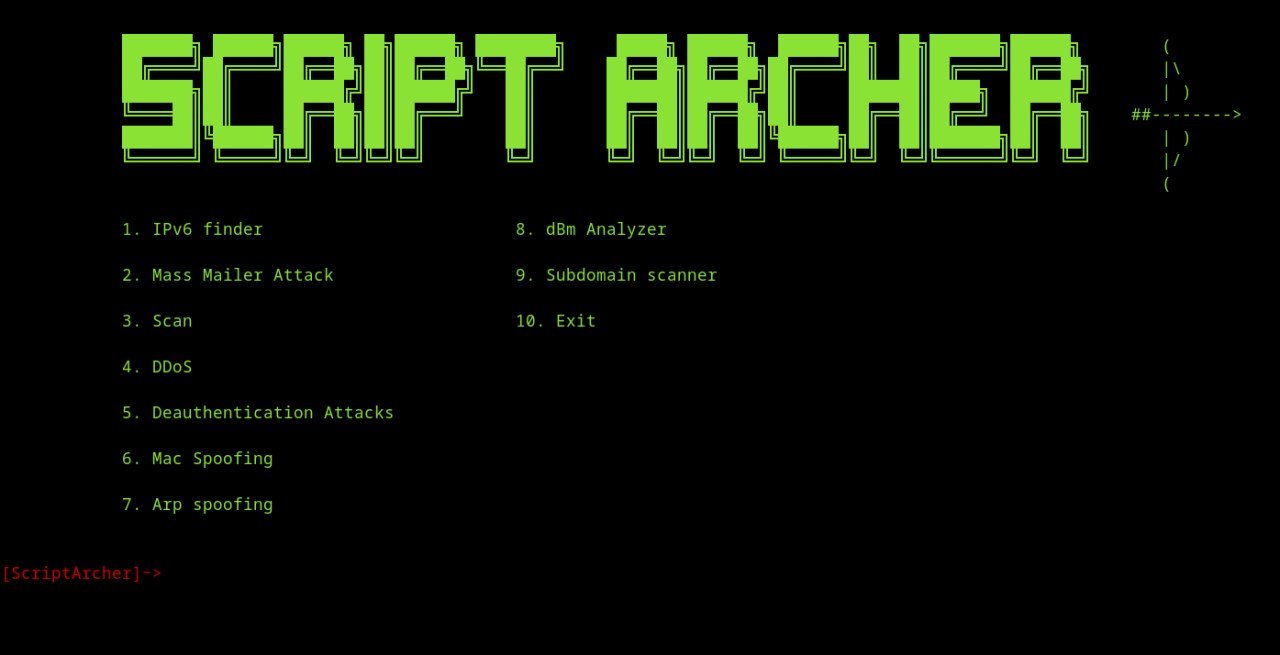 SCRIPT ARCHER
1. IPv6 finder
2. Mass Mailer Attack
3. Scan
4. DDoS
5. Deauthentication Attacks
6. Mac Spoofing
7. Arp spoofing
8. dBm Analyzer
9. Subdomain scanner
10. Exit
[ScriptArcher]~>